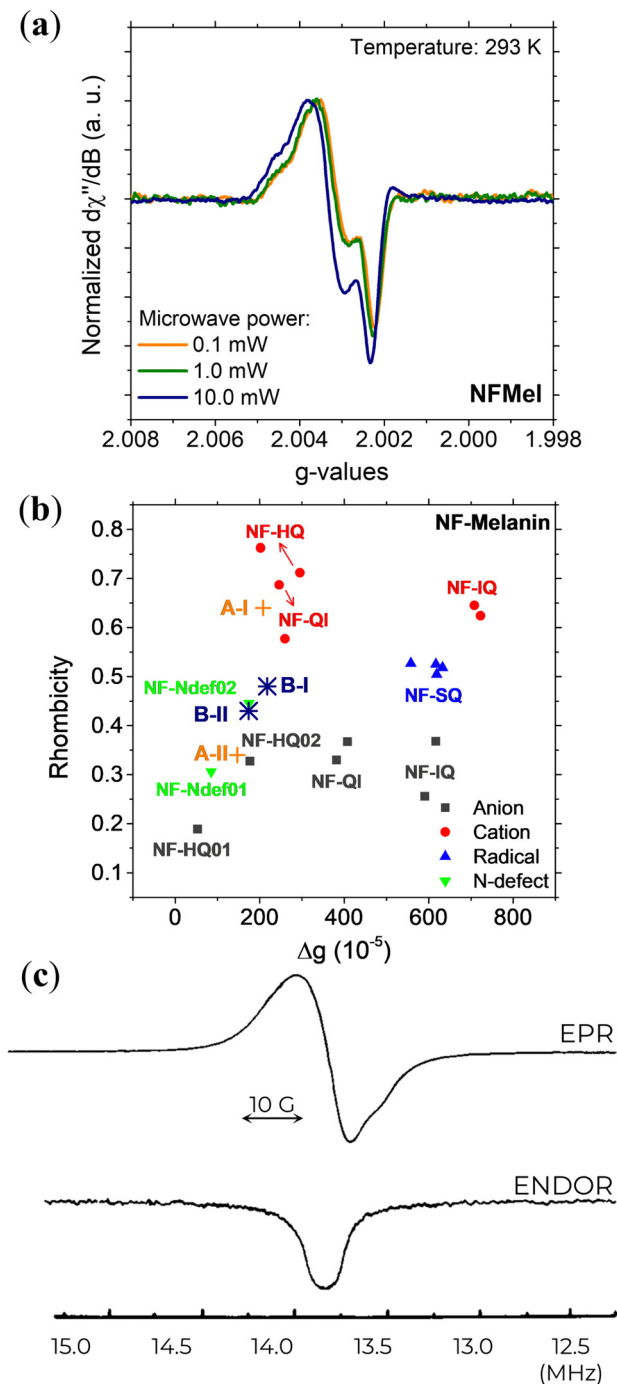 (a)
Temperature: 293 K
Normalized dχ"/dB (a. u.)
Microwave power:
0.1 mW
1.0 mW
10.0 mW
NFMel
2.008 2.006 2.004 2.002 2.000 1.998
g-values
(b)
NF-Melanin
Rhombicity
0.8
0.7
0.6
0.5
0.4
0.3
0.2
0.1
NF-HQ
A-I
NF-QI
NF-IQ
NF-Ndef02
B-I
NF-SQ
B-II
NF-HQ02
A-II
NF-QI
NF-IQ
NF-Ndef01
NF-HQ01
Anion
Cation
Radical
N-defect
0 200 400 600 800
Δg (10⁻⁵)
(c)
EPR
10 G
ENDOR
15.0 14.5 14.0 13.5 13.0 12.5
(MHz)